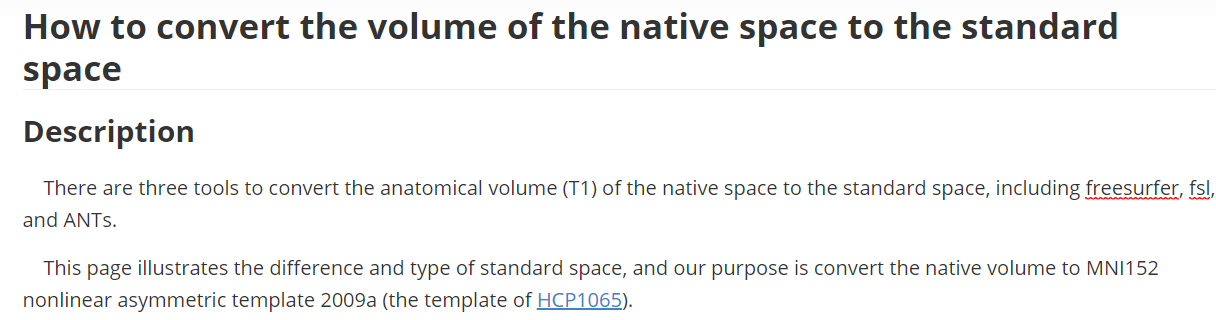 How to convert the volume of the native space to the standard
space
Description
There are three tools to convert the anatomical volume (T1) of the native space to the standard space, including freesurfer, fsl,
and ANTs.
This page illustrates the difference and type of standard space, and our purpose is convert the native volume to MNI152
nonlinear asymmetric template 2009a (the template of HCP1065).